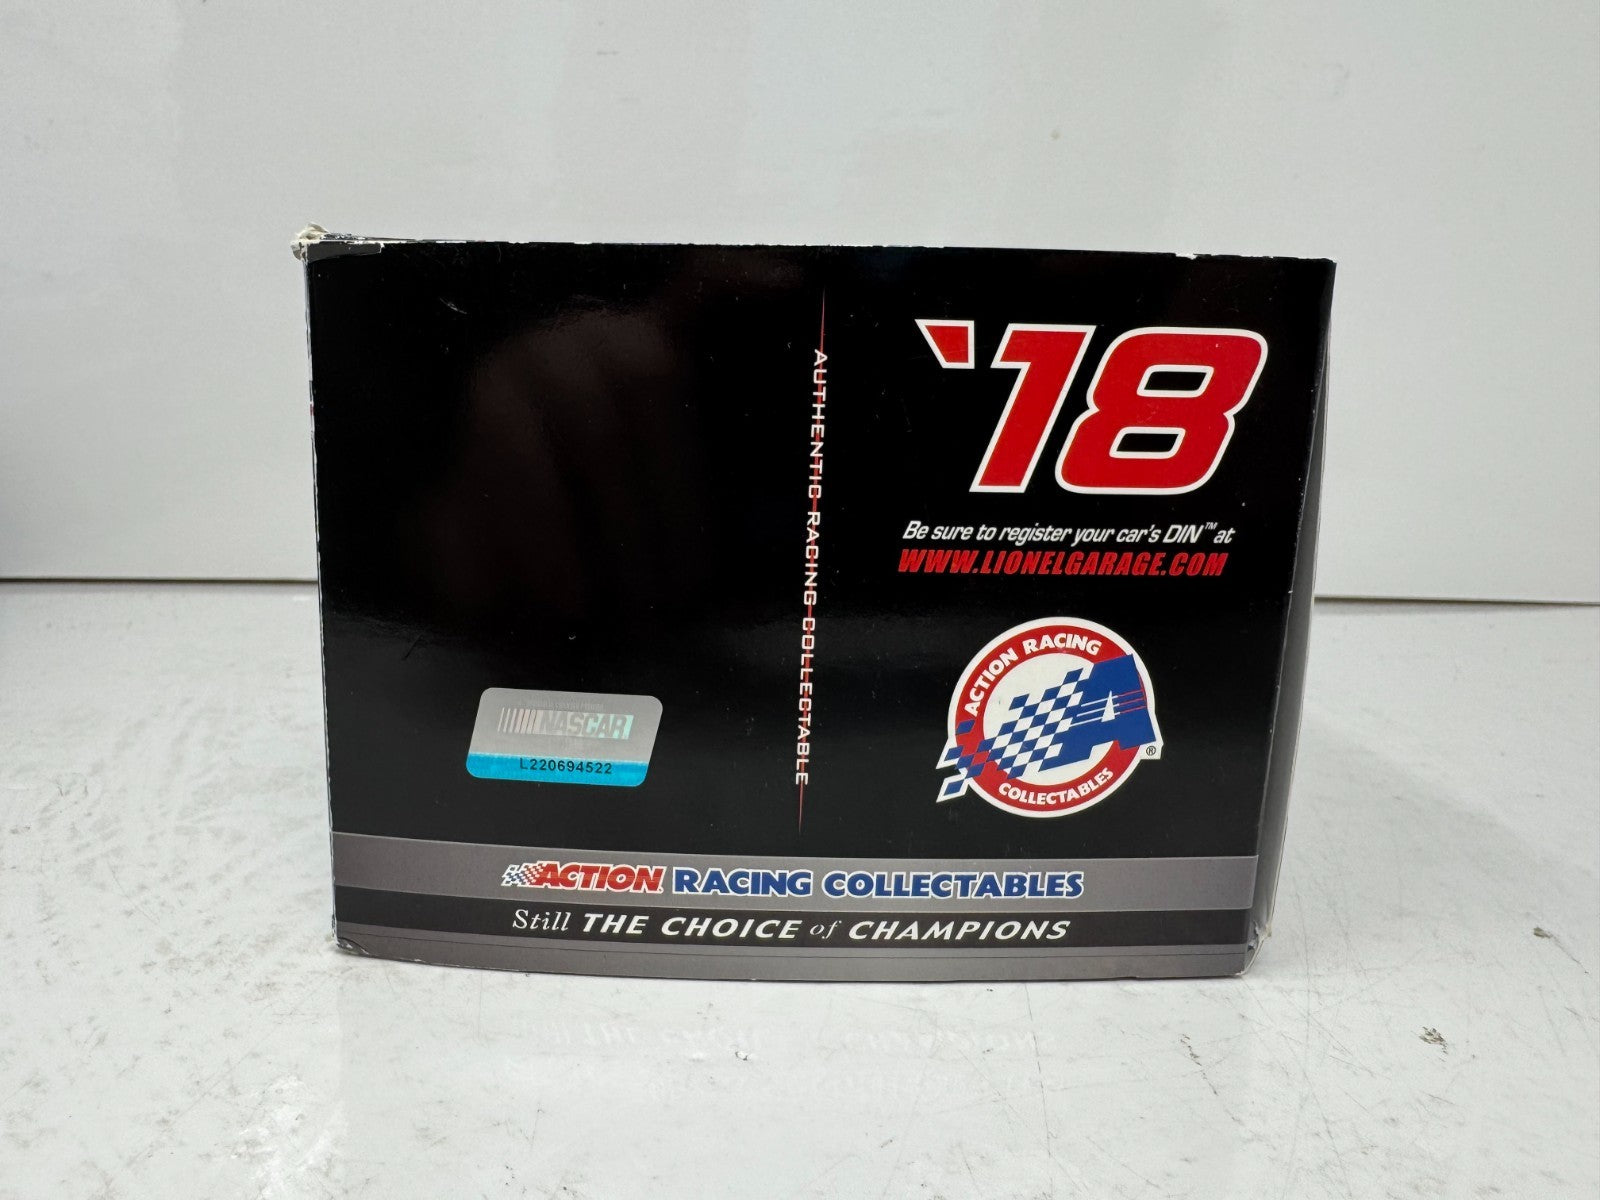 '18
Be sure to register your car's DIN™ at
WWW.LIONELGARAGE.COM
AUTHENTIC RACING COLLECTABLE
NASCAR
L220694522
ACTION RACING
A
®
COLLECTABLES
ACTION RACING COLLECTABLES
Still THE CHOICE of CHAMPIONS